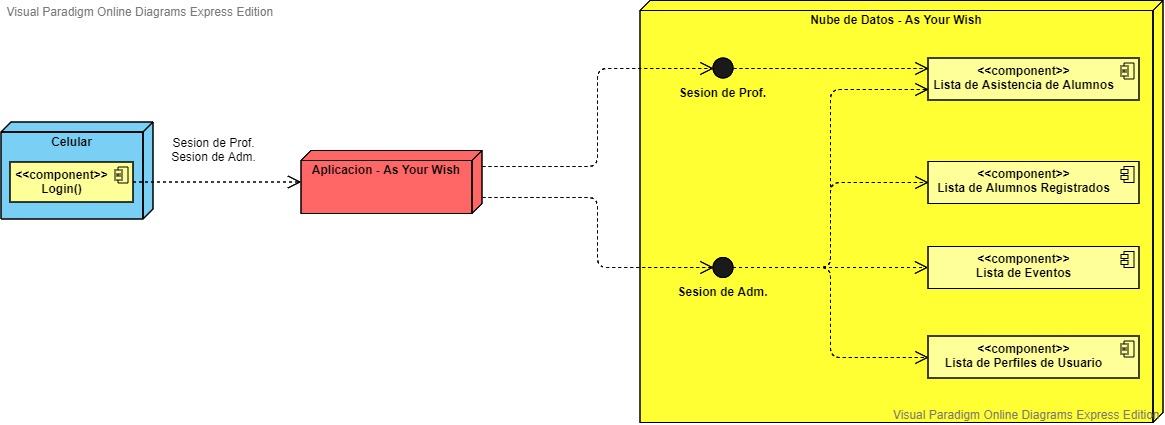 Visual Paradigm Online Diagrams Express Edition
Nube de Datos - As Your Wish
Celular
<<component>>
Login()
Sesion de Prof.
Sesion de Adm.
Aplicacion - As Your Wish
Sesion de Prof.
Sesion de Adm.
<<component>>
Lista de Asistencia de Alumnos
<<component>>
Lista de Alumnos Registrados
<<component>>
Lista de Eventos
<<component>>
Lista de Perfiles de Usuario
Visual Paradigm Online Diagrams Express Edition